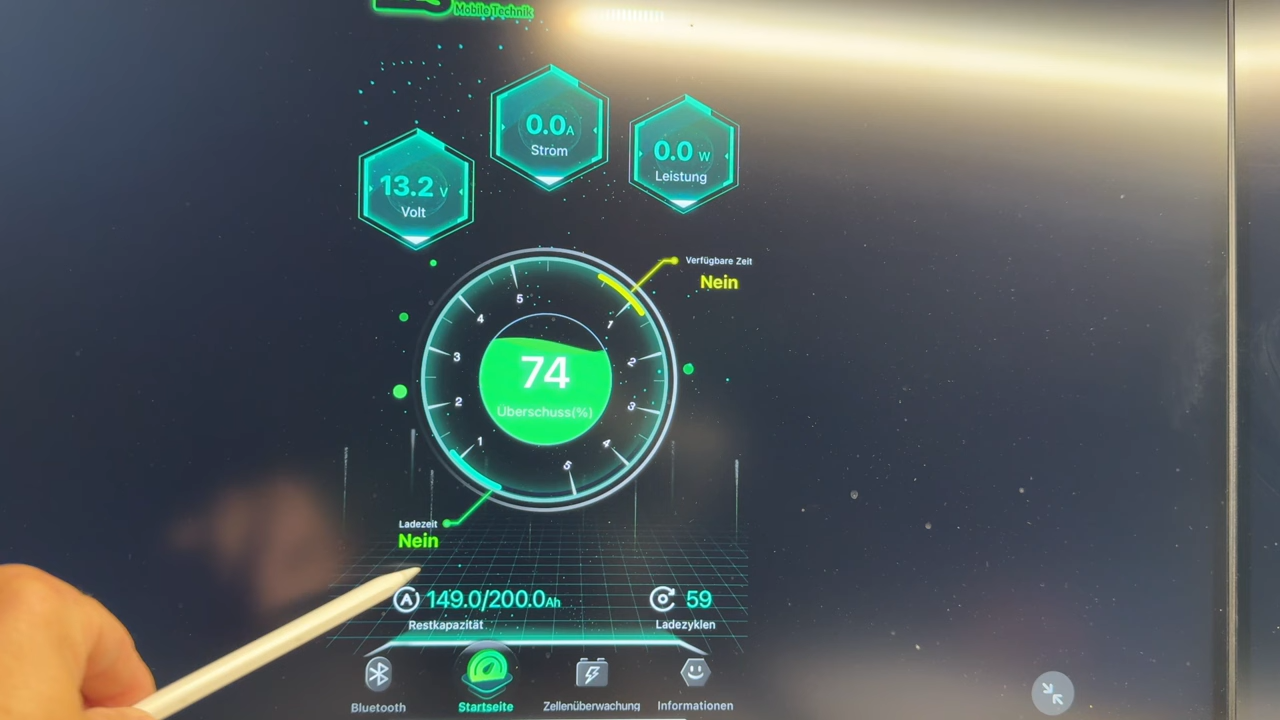 Mobile Technik
0.0A
Strom
0.0 W
Leistung
13.2 V
Volt
Verfügbare Zeit
Nein
5
4
3
2
1
1
2
3
4
5
74
Überschuss(%)
Ladezeit
Nein
149.0/200.0Ah
Restkapazität
59
Ladezyklen
Bluetooth
Startseite
Zellenüberwachung
Informationen